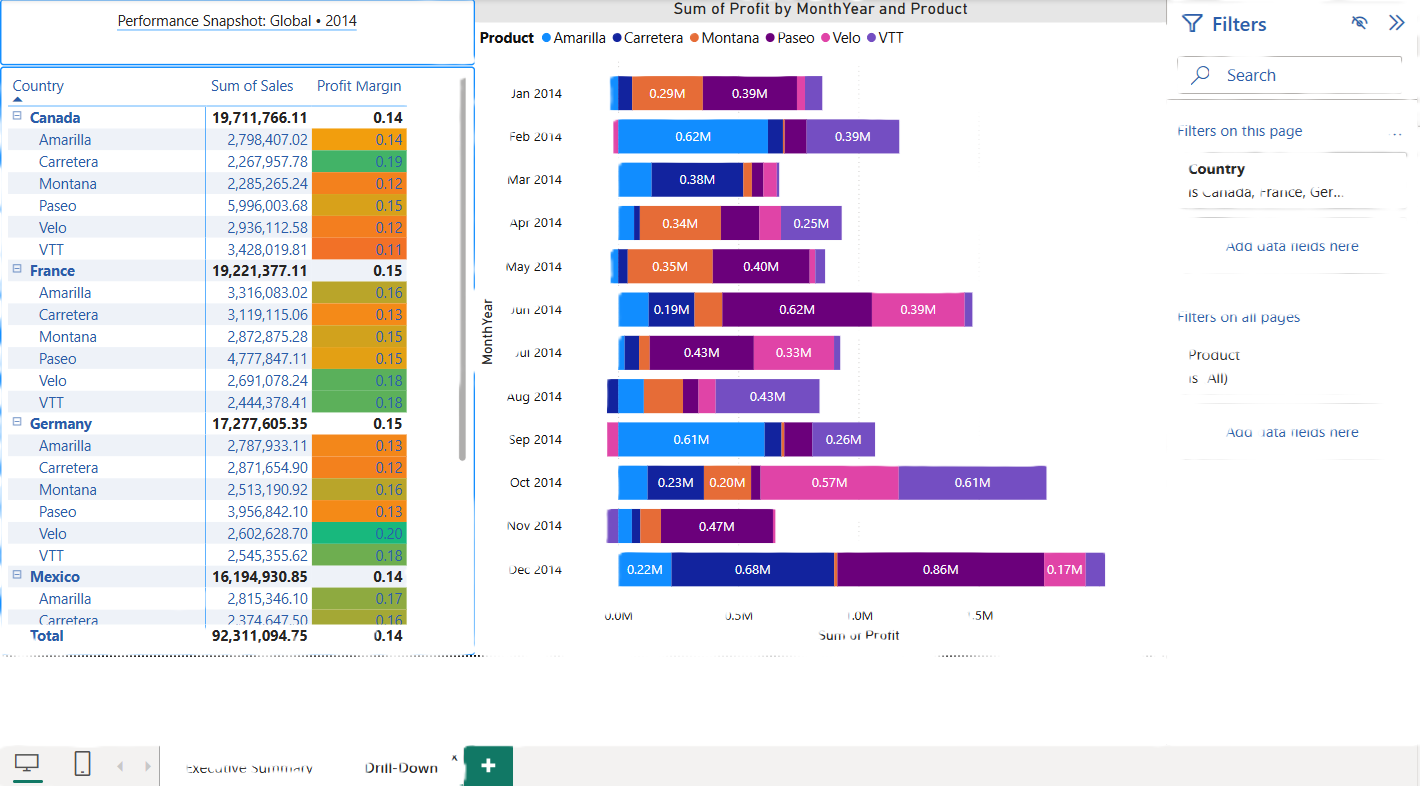 Performance Snapshot: Global • 2014
Country Sum of Sales Profit Margin
Canada 19,711,766.11 0.14
Amarilla 2,798,407.02 0.14
Carretera 2,267,957.78 0.19
Montana 2,285,265.24 0.12
Paseo 5,996,003.68 0.15
Velo 2,936,112.58 0.12
VTT 3,428,019.81 0.11
France 19,221,377.11 0.15
Amarilla 3,316,083.02 0.16
Carretera 3,119,115.06 0.13
Montana 2,872,875.28 0.15
Paseo 4,777,847.11 0.15
Velo 2,691,078.24 0.18
VTT 2,444,378.41 0.18
Germany 17,277,605.35 0.15
Amarilla 2,787,933.11 0.13
Carretera 2,871,654.90 0.12
Montana 2,513,190.92 0.16
Paseo 3,956,842.10 0.13
Velo 2,602,628.70 0.20
VTT 2,545,355.62 0.18
Mexico 16,194,930.85 0.14
Amarilla 2,815,346.10 0.17
Carretera 2,374,647.50 0.16
Total 92,311,094.75 0.14
Sum of Profit by MonthYear and Product
Product Amarilla Carretera Montana Paseo Velo VTT
MonthYear
Jan 2014 0.29M 0.39M
Feb 2014 0.62M 0.39M
Mar 2014 0.38M
Apr 2014 0.34M 0.25M
May 2014 0.35M 0.40M
Jun 2014 0.19M 0.62M 0.39M
Jul 2014 0.43M 0.33M
Aug 2014 0.43M
Sep 2014 0.61M 0.26M
Oct 2014 0.23M 0.20M 0.57M 0.61M
Nov 2014 0.47M
Dec 2014 0.22M 0.68M 0.86M 0.17M
0.0M 0.5M 1.0M 1.5M
Sum of Profit
Filters
Search
Filters on this page ...
Country
is Canada, France, Ger...
Add data fields here
Filters on all pages
Product
is (All)
Add data fields here
Executive Summary Drill-Down